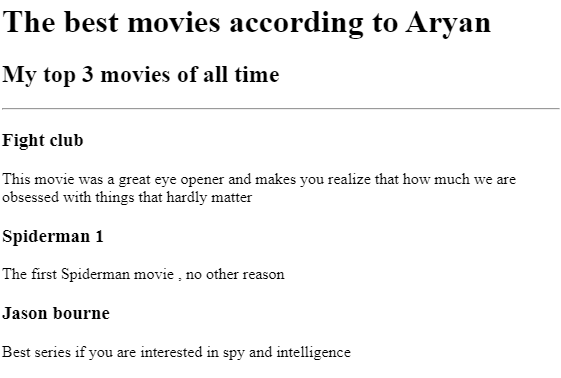 The best movies according to Aryan
My top 3 movies of all time
Fight club
This movie was a great eye opener and makes you realize that how much we are
obsessed with things that hardly matter
Spiderman 1
The first Spiderman movie , no other reason
Jason bourne
Best series if you are interested in spy and intelligence